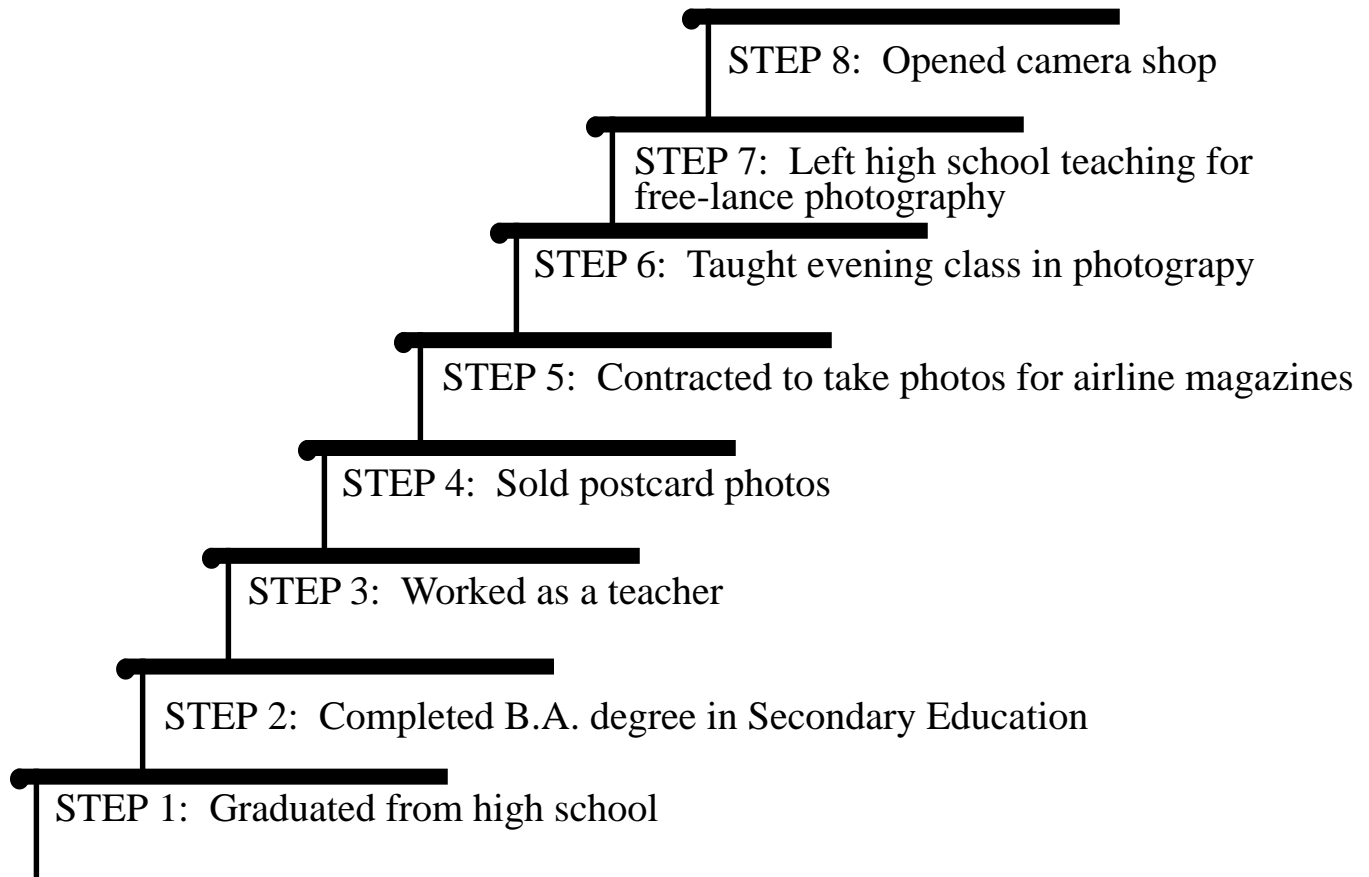 STEP 8: Opened camera shop
STEP 7: Left high school teaching for
free-lance photography
STEP 6: Taught evening class in photograpy
STEP 5: Contracted to take photos for airline magazines
STEP 4: Sold postcard photos
STEP 3: Worked as a teacher
STEP 2: Completed B.A. degree in Secondary Education
STEP 1: Graduated from high school